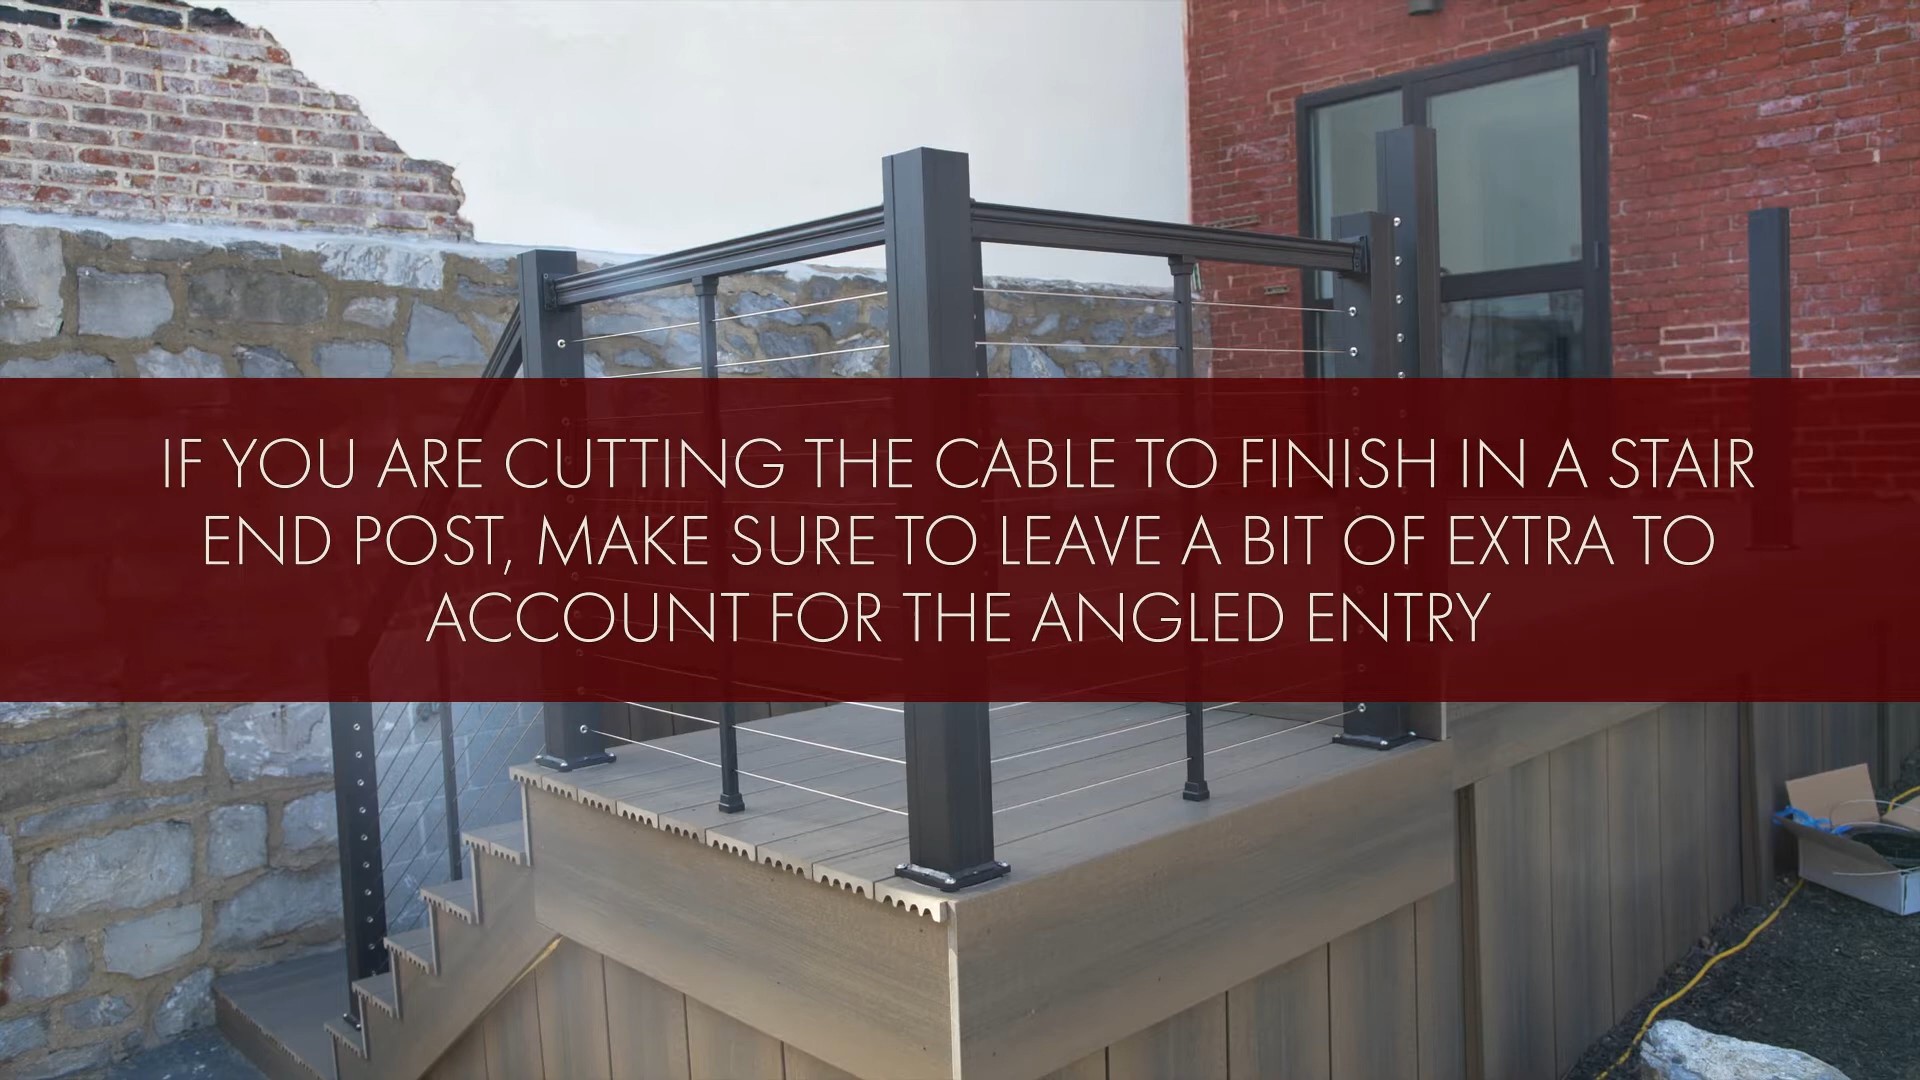 IF YOU ARE CUTTING THE CABLE TO FINISH IN A STAIR
END POST, MAKE SURE TO LEAVE A BIT OF EXTRA TO
ACCOUNT FOR THE ANGLED ENTRY